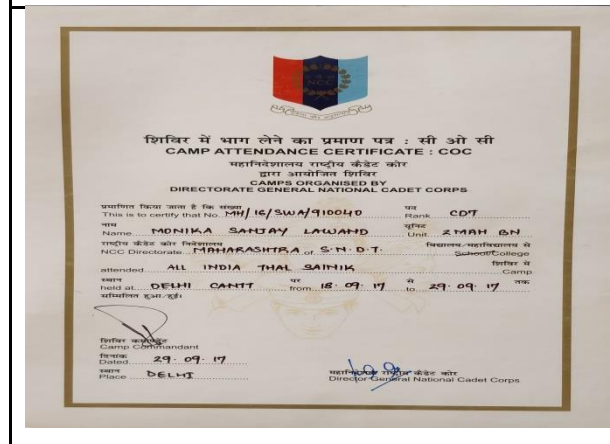 NCC
शिविर में भाग लेने का प्रमाण पत्र : सी ओ सी
CAMP ATTENDANCE CERTIFICATE : COC
महानिदेशालय राष्ट्रीय कैडेट कोर
द्वारा आयोजित शिविर
CAMPS ORGANISED BY
DIRECTORATE GENERAL NATIONAL CADET CORPS
प्रमाणित किया जाता है कि संख्या पद
This is to certify that No. MH/16/SWA/910040 Rank CDT
नाम यूनिट
Name MONIKA SANJAY LAWAND Unit 2 MAH BN
राष्ट्रीय कैडेट कोर निदेशालय विद्यालय/महाविद्यालय से
NCC Directorate MAHARASHTRA of S.N.D.T. School/College
शिविर में
attended ALL INDIA THAL SAINIK Camp
स्थान पर से तक
held at DELHI CANTT from 18.09.17 to 29.09.17
सम्मिलित हुआ/हुई।
शिविर कमांडेंट
Camp Commandant
दिनांक
Dated 29.09.17
स्थान
Place DELHI
महानिदेशक राष्ट्रीय कैडेट कोर
Director General National Cadet Corps